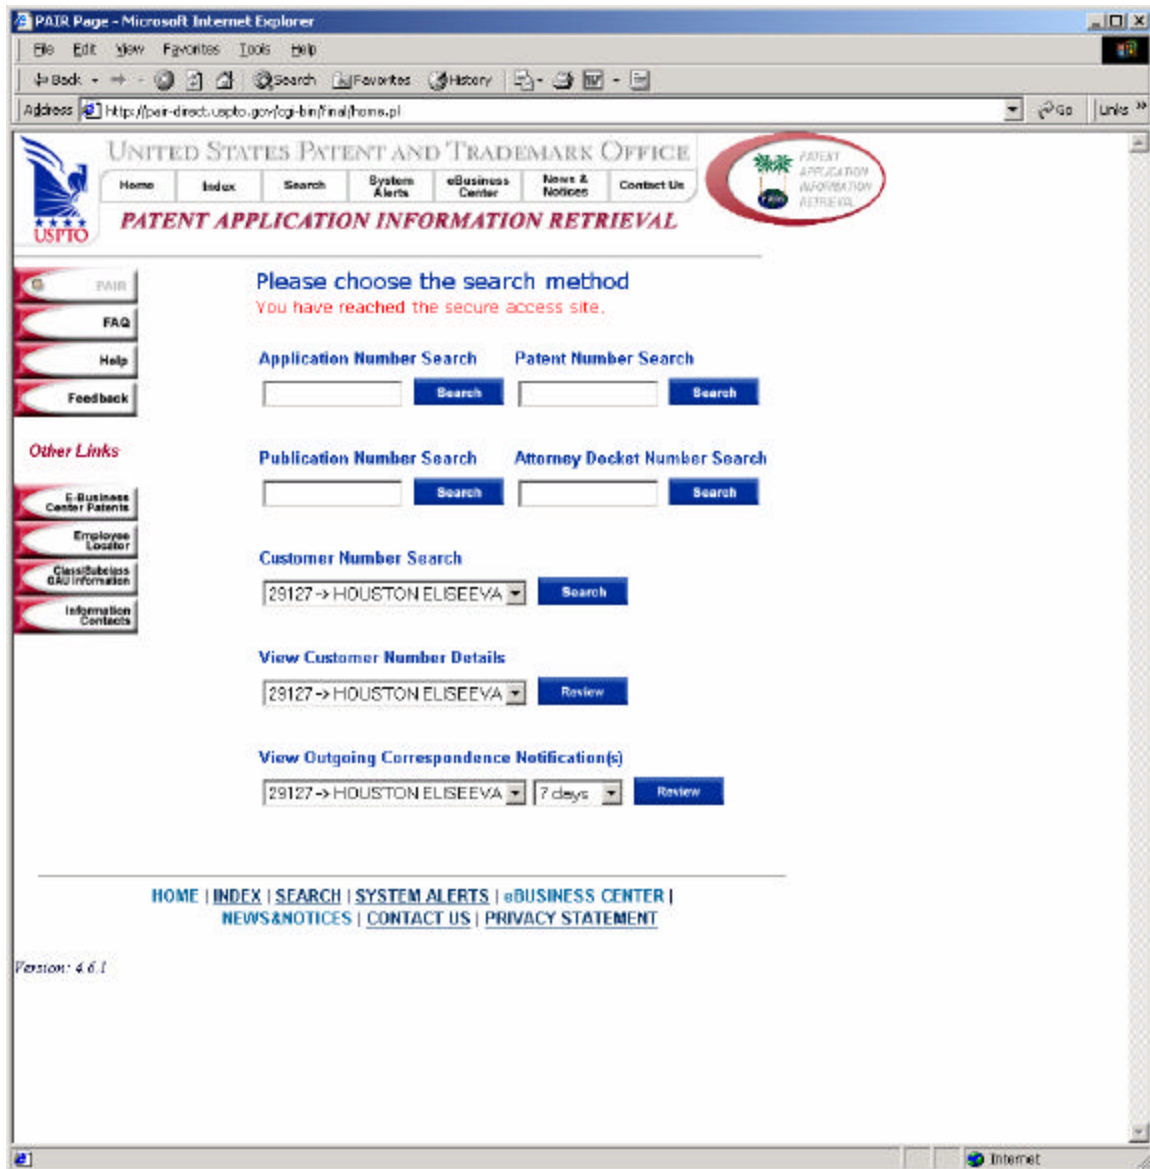 PAIR Page - Microsoft Internet Explorer
File Edit View Favorites Tools Help
Back Search Favorites History
Address http://pair-direct.uspto.gov/cgi-bin/final/home.pl Go Links »
UNITED STATES PATENT AND TRADEMARK OFFICE
Home Index Search System Alerts eBusiness Center News & Notices Contact Us
PATENT APPLICATION INFORMATION RETRIEVAL
USPTO
PATENT
APPLICATION
INFORMATION
RETRIEVAL
PAIR
FAQ
Help
Feedback
Other Links
E-Business
Center Patents
Employee
Locator
Class/Subclass
GAU Information
Information
Contacts
Please choose the search method
You have reached the secure access site.
Application Number Search Patent Number Search
Search Search
Publication Number Search Attorney Docket Number Search
Search Search
Customer Number Search
29127 -> HOUSTON ELISEEVA Search
View Customer Number Details
29127 -> HOUSTON ELISEEVA Review
View Outgoing Correspondence Notification(s)
29127 -> HOUSTON ELISEEVA 7 days Review
HOME | INDEX | SEARCH | SYSTEM ALERTS | eBUSINESS CENTER |
NEWS&NOTICES | CONTACT US | PRIVACY STATEMENT
Version: 4.6.1
Internet